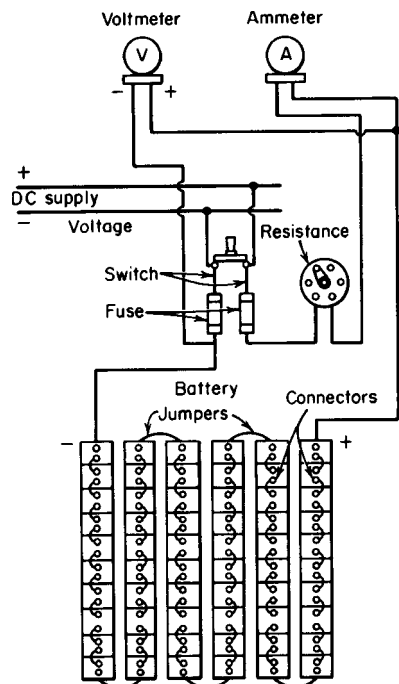 Voltmeter Ammeter
V A
- +
+
DC supply
-
Voltage
Resistance
Switch
Fuse
Battery
Jumpers
Connectors
- +